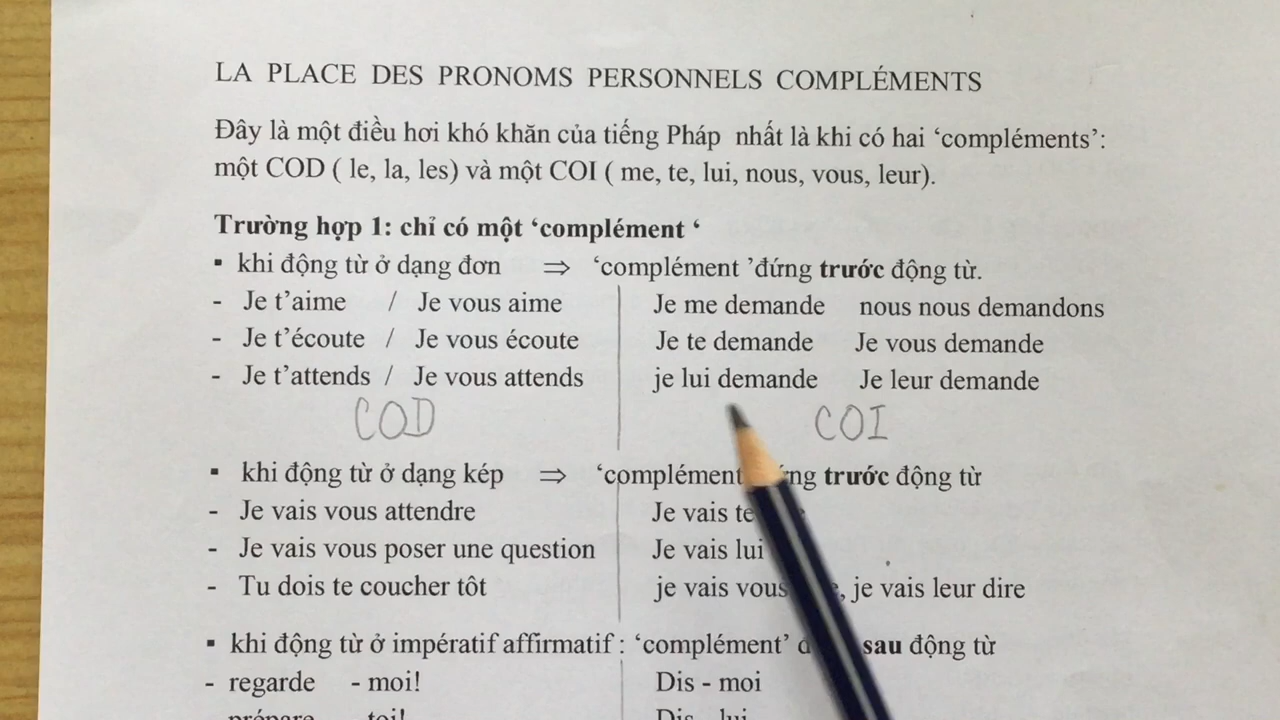 LA PLACE DES PRONOMS PERSONNELS COMPLÉMENTS
Đây là một điều hơi khó khăn của tiếng Pháp nhất là khi có hai ‘compléments’:
một COD ( le, la, les) và một COI ( me, te, lui, nous, vous, leur).
Trường hợp 1: chỉ có một ‘complément ‘
▪ khi động từ ở dạng đơn ⇒ ‘complément ’đứng trước động từ.
- Je t’aime / Je vous aime Je me demande nous nous demandons
- Je t’écoute / Je vous écoute Je te demande Je vous demande
- Je t’attends / Je vous attends je lui demande Je leur demande
COD COI
▪ khi động từ ở dạng kép ⇒ ‘complément trước động từ
- Je vais vous attendre Je vais te
- Je vais vous poser une question Je vais lui
- Tu dois te coucher tôt je vais vous , je vais leur dire
▪ khi động từ ở impératif affirmatif : ‘complément’ sau động từ
- regarde - moi! Dis - moi